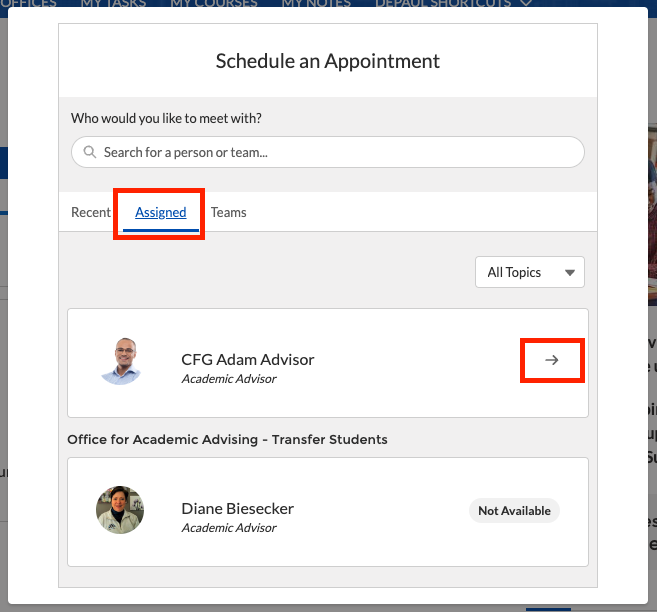 OFFICES MY TASKS MY COURSES MY NOTES DEPAUL SHORTCUTS
Schedule an Appointment
Who would you like to meet with?
Search for a person or team...
Recent Assigned Teams
All Topics
CFG Adam Advisor
Academic Advisor
Office for Academic Advising - Transfer Students
Diane Biesecker
Academic Advisor
Not Available